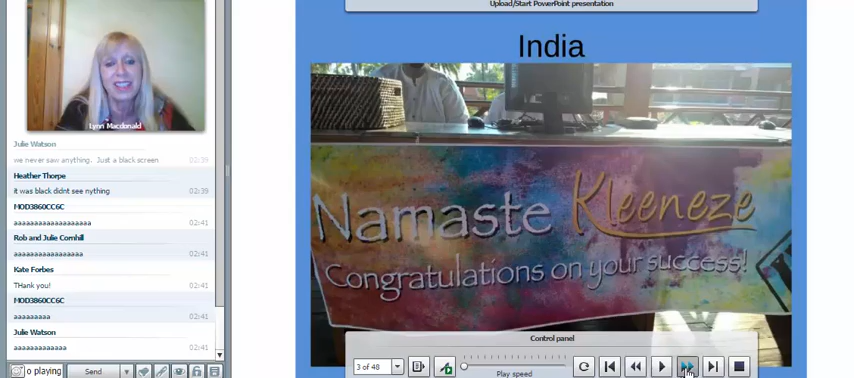 Upload/Start PowerPoint presentation
India
Lynn Macdonald
Julie Watson
we never saw anything. Just a black screen 02:39
Heather Thorpe
it was black didnt see nything 02:39
MOD3860CC6C
aaaaaaaaaaaaaaaaaaa 02:41
Rob and Julie Cornhill
aaaaaaaaaaaaaaaaa 02:41
Kate Forbes
THank you! 02:41
MOD3860CC6C
aaaaaaaaa 02:41
Julie Watson
aaaaaaaaaaaaa 02:41
o playing
Send
Namaste Kleeneze
Congratulations on your success!
Control panel
3 of 48
Play speed